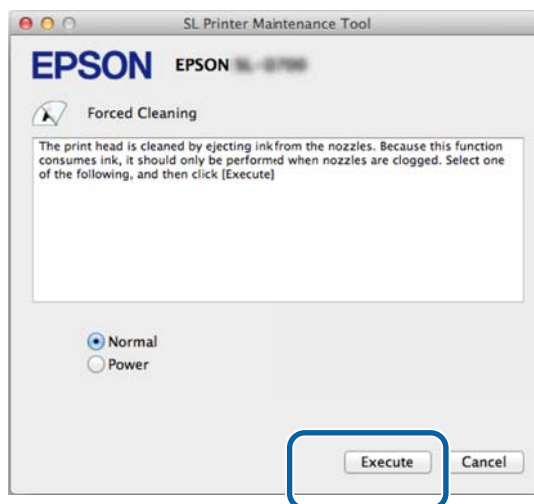 SL Printer Maintenance Tool
EPSON EPSON
Forced Cleaning
The print head is cleaned by ejecting ink from the nozzles. Because this function
consumes ink, it should only be performed when nozzles are clogged. Select one
of the following, and then click [Execute]
Normal
Power
Execute Cancel